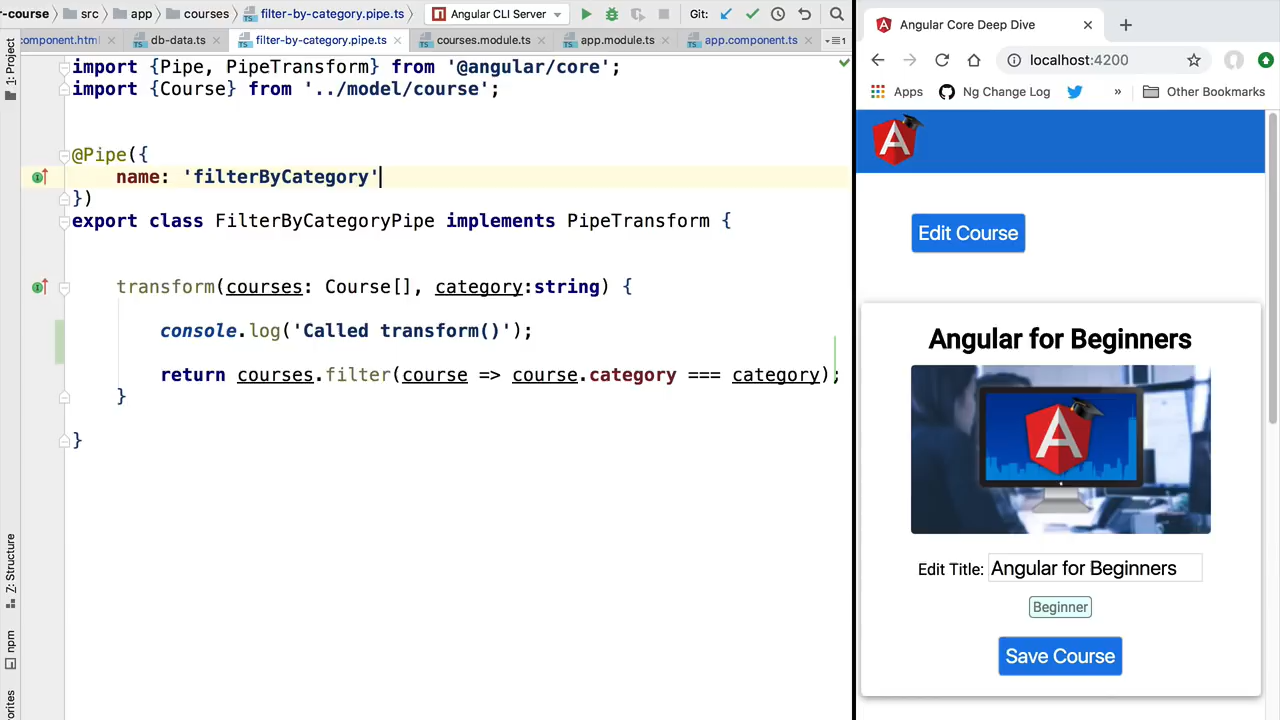 r-course
src
app
courses
filter-by-category.pipe.ts
Angular CLI Server
Git:
component.html
db-data.ts
filter-by-category.pipe.ts
courses.module.ts
app.module.ts
app.component.ts
1: Project
Z: Structure
npm
import {Pipe, PipeTransform} from '@angular/core';
import {Course} from '../model/course';
@Pipe({
name: 'filterByCategory'
})
export class FilterByCategoryPipe implements PipeTransform {
transform(courses: Course[], category:string) {
console.log('Called transform()');
return courses.filter(course => course.category === category);
}
}
Angular Core Deep Dive
localhost:4200
Apps
Ng Change Log
»
Other Bookmarks
A
Edit Course
Angular for Beginners
A
Edit Title: Angular for Beginners
Beginner
Save Course